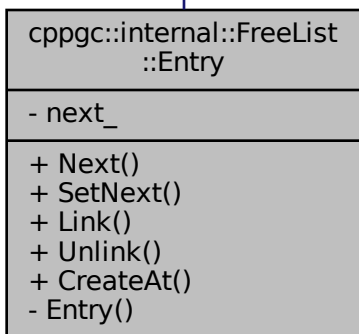 cppgc::internal::FreeList
::Entry
- next_
+ Next()
+ SetNext()
+ Link()
+ Unlink()
+ CreateAt()
- Entry()